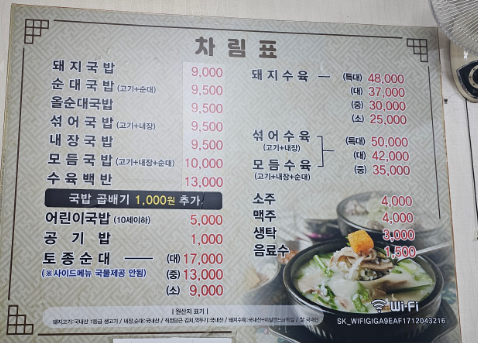 차림표
돼지국밥 9,000
순대국밥 (고기+순대) 9,500
올순대국밥 9,500
섞어국밥 (고기+내장) 9,500
내장국밥 9,500
모듬국밥 (고기+내장+순대) 10,000
수육백반 13,000
국밥 곱배기 1,000원 추가
어린이국밥 (10세이하) 5,000
공기밥 1,000
토종순대 (대) 17,000
(※사이드메뉴 국물제공 안됨) (중) 13,000
(소) 9,000
돼지수육 (특대) 48,000
(대) 37,000
(중) 30,000
(소) 25,000
섞어수육 (고기+내장)
모듬수육 (고기+내장+순대)
(특대) 50,000
(대) 42,000
(중) 35,000
소주 4,000
맥주 4,000
생탁 3,000
음료수 1,500
WiFi
SK_WIFIGIGA9EAF1712043216
| 원산지 표기 |